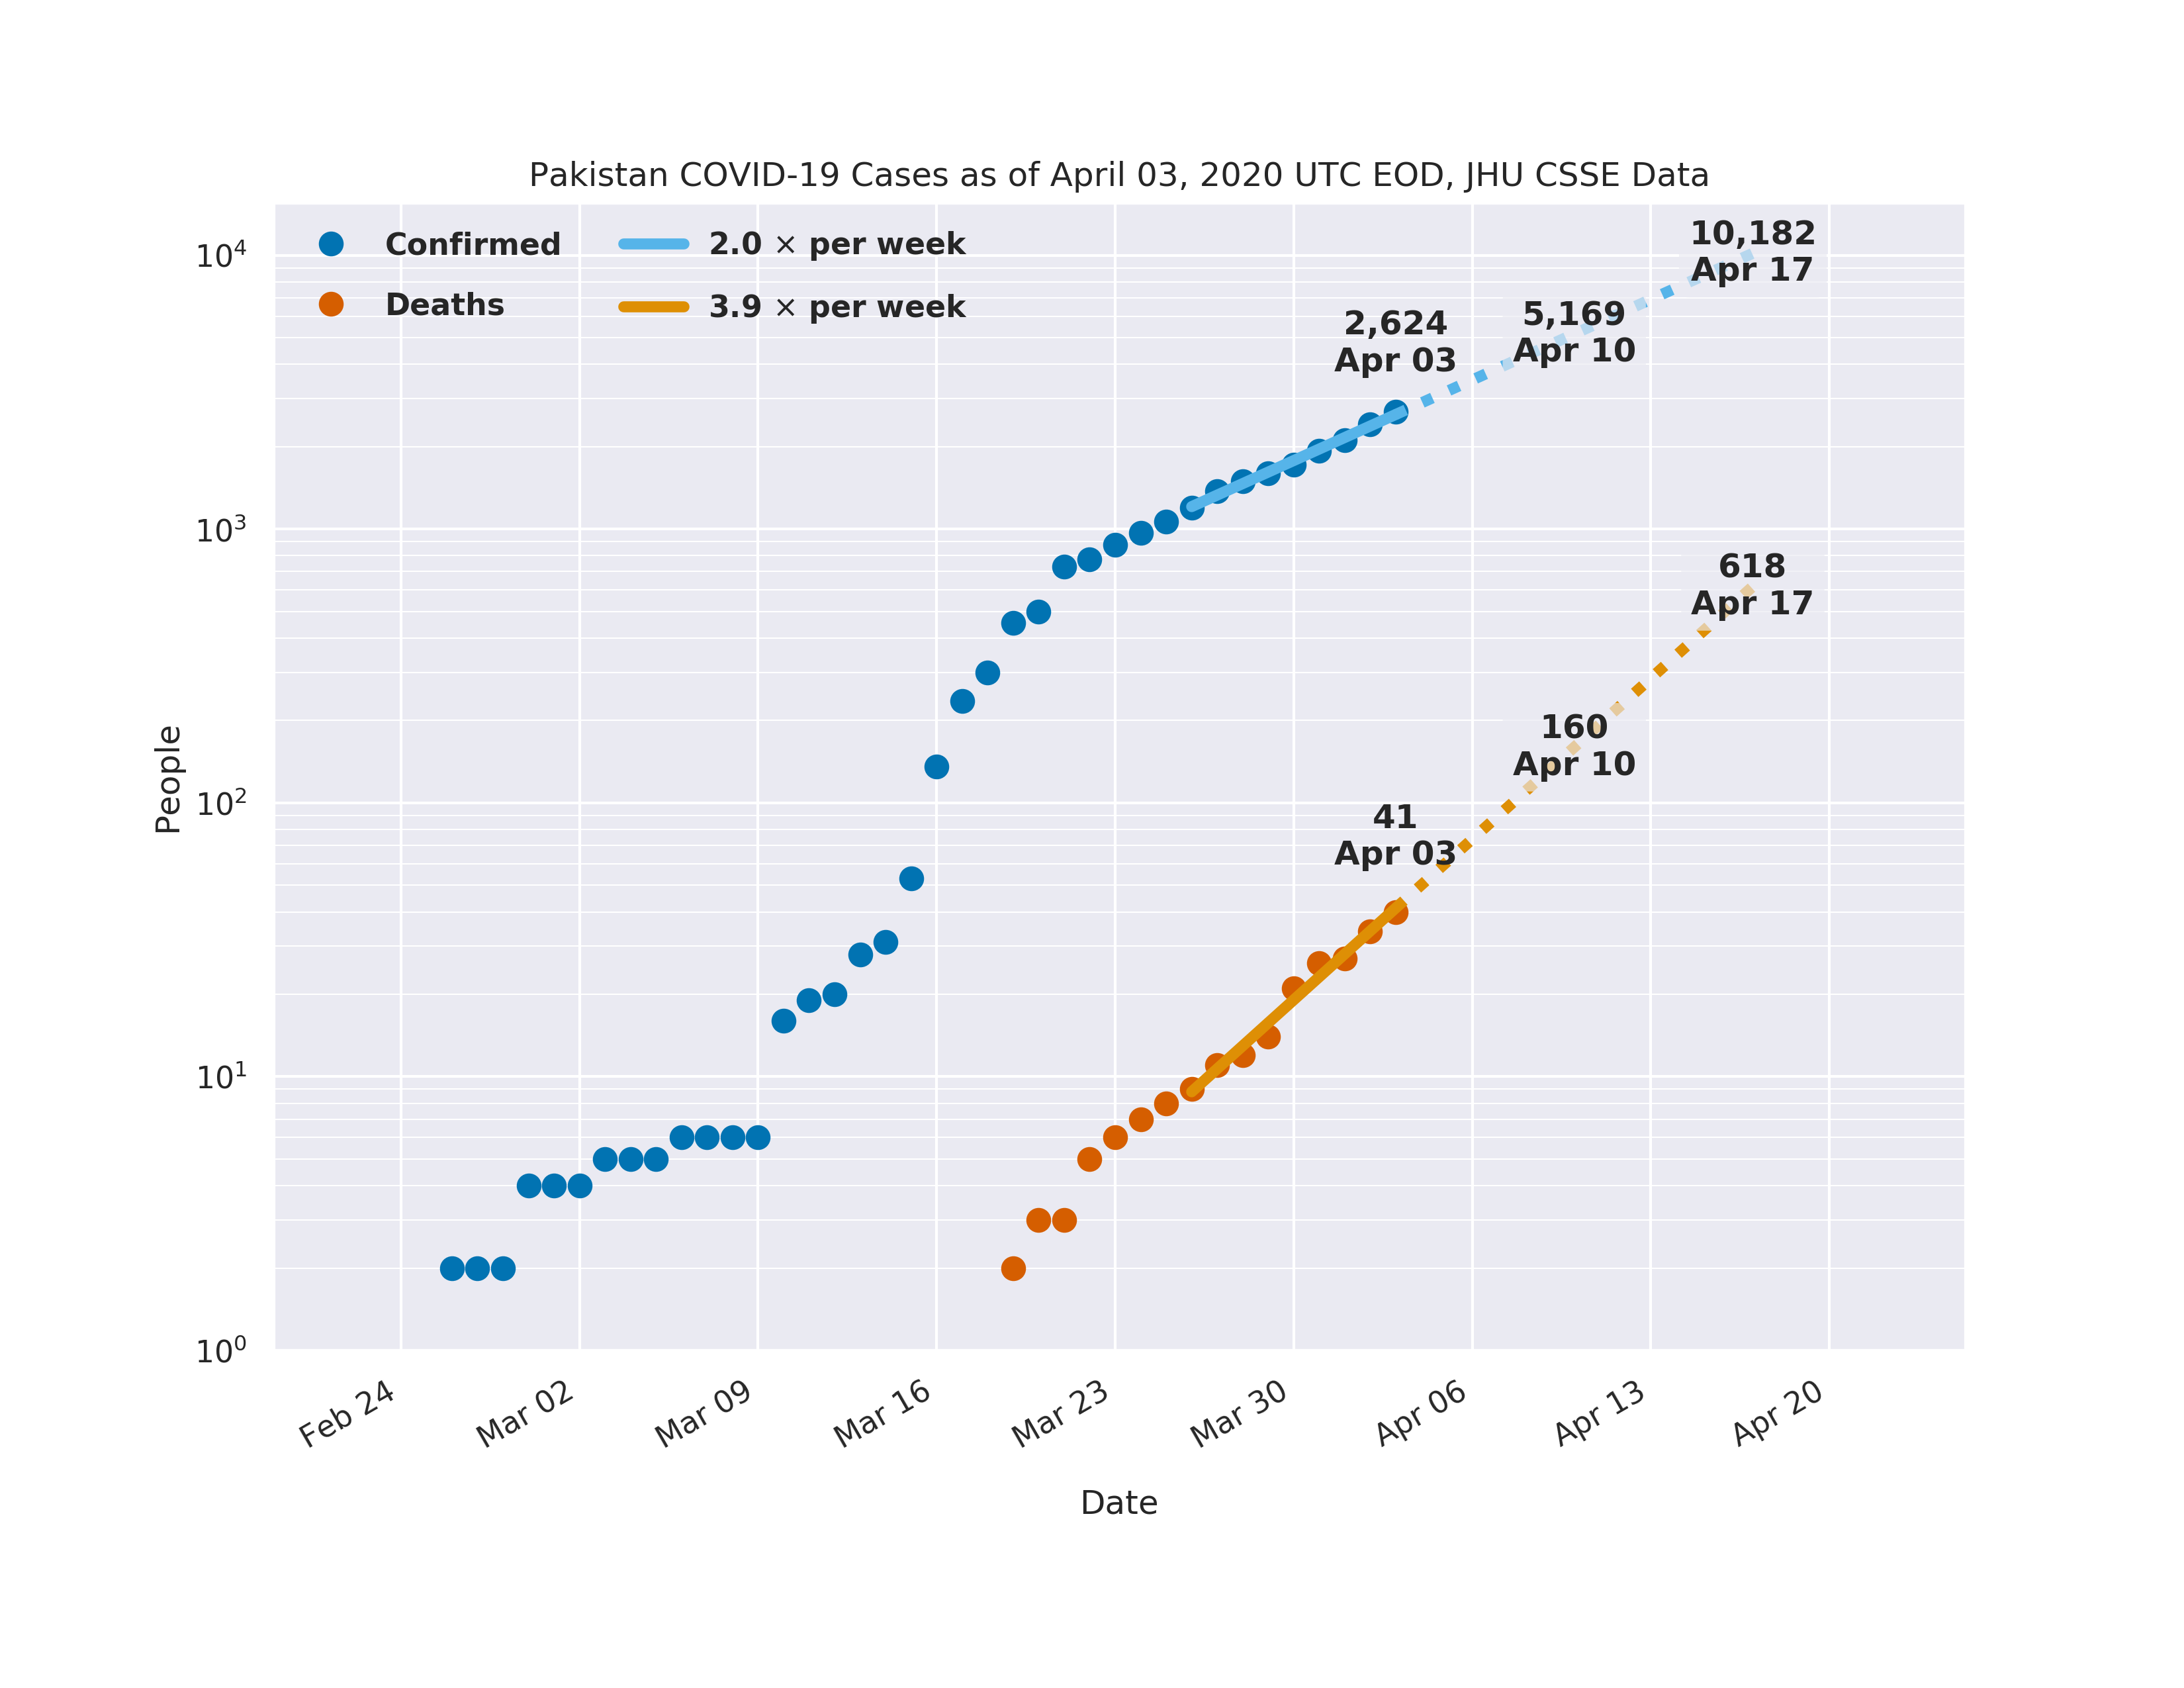 Pakistan COVID-19 Cases as of April 03, 2020 UTC EOD, JHU CSSE Data
Confirmed
Deaths
2.0 × per week
3.9 × per week
10,182
Apr 17
5,169
Apr 10
2,624
Apr 03
618
Apr 17
160
Apr 10
41
Apr 03
People
10⁴
10³
10²
10¹
10⁰
Feb 24
Mar 02
Mar 09
Mar 16
Mar 23
Mar 30
Apr 06
Apr 13
Apr 20
Date